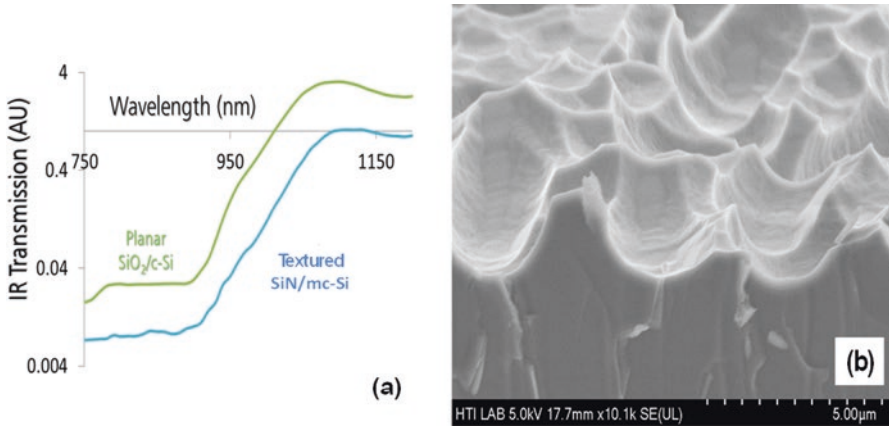 4
IR Transmission (AU)
Wavelength (nm)
750
950
1150
0.4
Planar
SiO₂/c-Si
0.04
Textured
SiN/mc-Si
0.004
(a)
(b)
HTI LAB 5.0kV 17.7mm x10.1k SE(UL)
5.00μm